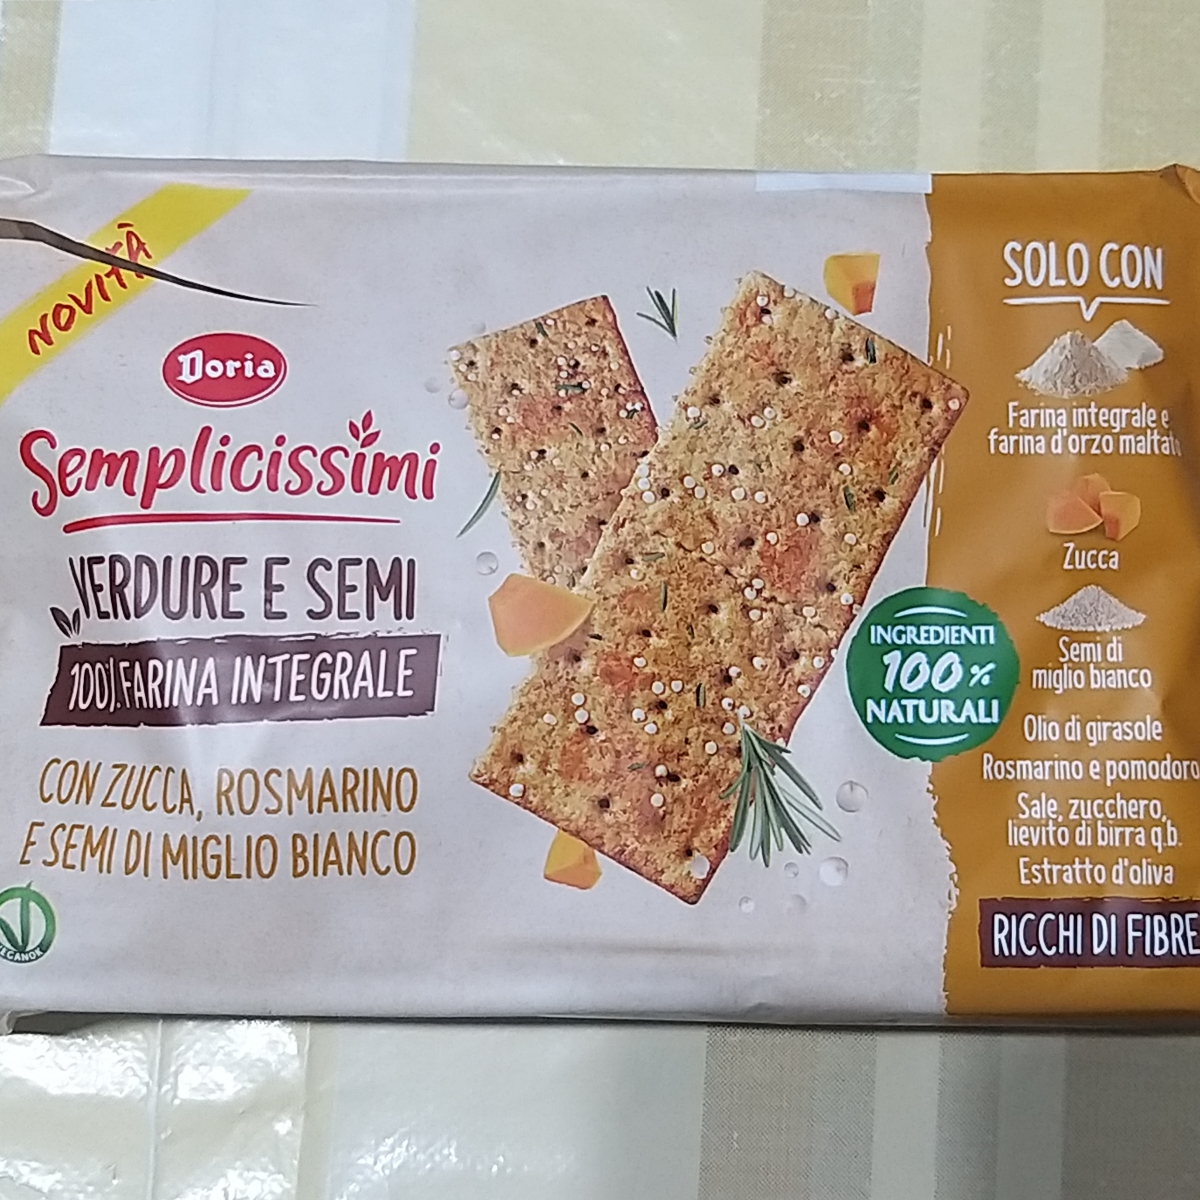 NOVITÀ
Doria
Semplicissimi
VERDURE E SEMI
100% FARINA INTEGRALE
CON ZUCCA, ROSMARINO
E SEMI DI MIGLIO BIANCO
VEGANOK
INGREDIENTI
100%
NATURALI
SOLO CON
Farina integrale e
farina d'orzo maltato
Zucca
Semi di
miglio bianco
Olio di girasole
Rosmarino e pomodoro
Sale, zucchero,
lievito di birra q.b.
Estratto d'oliva
RICCHI DI FIBRE